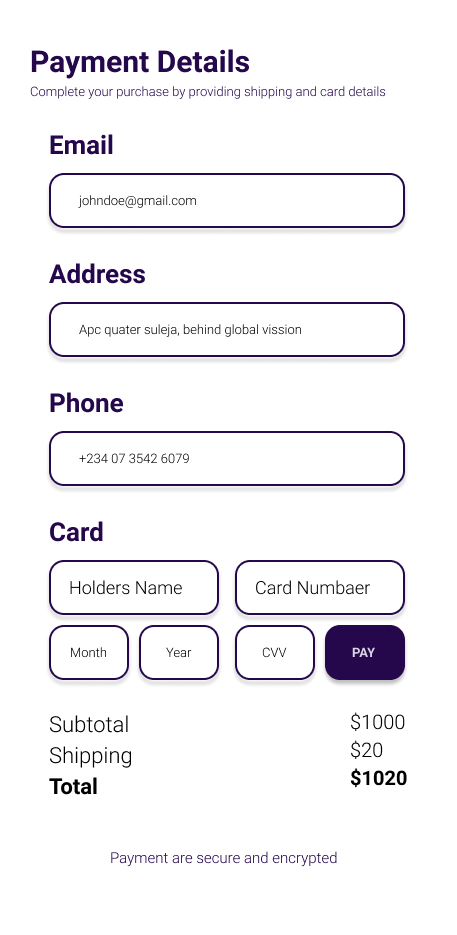 Payment Details
Complete your purchase by providing shipping and card details
Email
johndoe@gmail.com
Address
Apc quater suleja, behind global vission
Phone
+234 07 3542 6079
Card
Holders Name Card Numbaer
Month Year CVV PAY
Subtotal $1000
Shipping $20
Total $1020
Payment are secure and encrypted